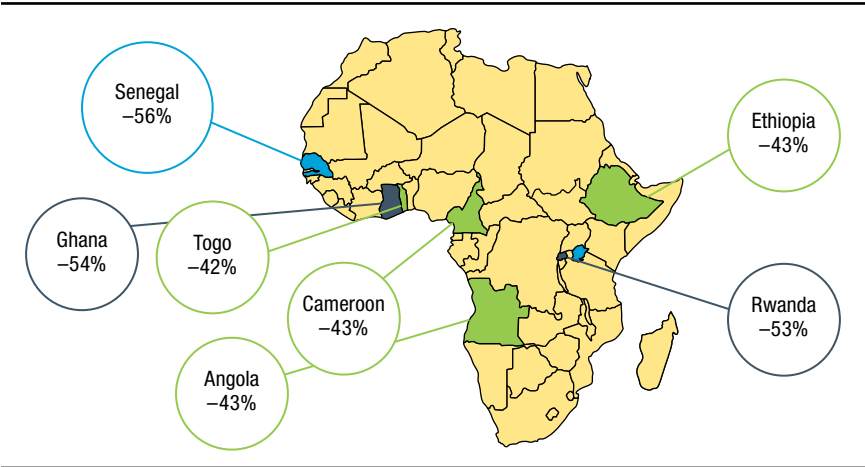 Senegal
–56%
Ethiopia
–43%
Ghana
–54%
Togo
–42%
Cameroon
–43%
Rwanda
–53%
Angola
–43%